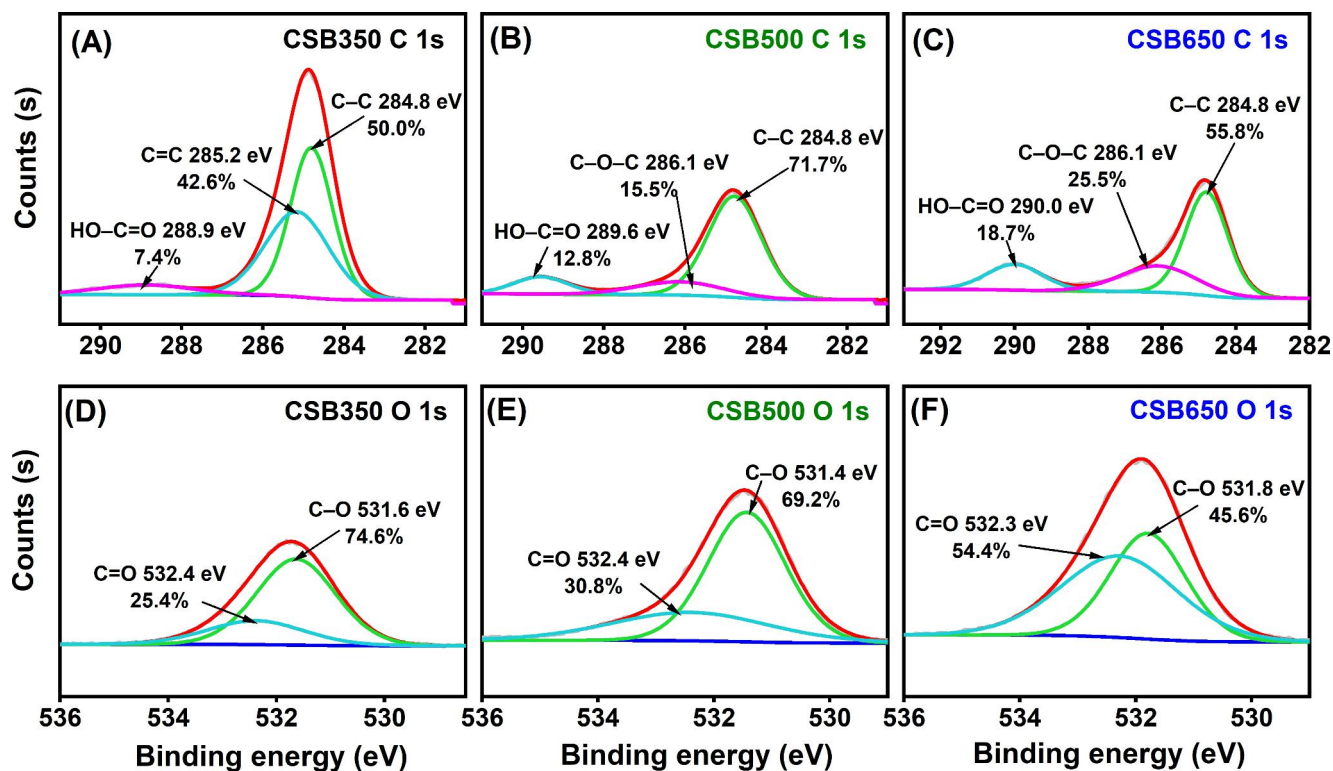 (A)
CSB350 C 1s
C–C 284.8 eV
50.0%
C=C 285.2 eV
42.6%
HO–C=O 288.9 eV
7.4%
290 288 286 284 282
(B)
CSB500 C 1s
C–C 284.8 eV
71.7%
C–O–C 286.1 eV
15.5%
HO–C=O 289.6 eV
12.8%
290 288 286 284 282
(C)
CSB650 C 1s
C–C 284.8 eV
55.8%
C–O–C 286.1 eV
25.5%
HO–C=O 290.0 eV
18.7%
292 290 288 286 284 282
Counts (s)
(D)
CSB350 O 1s
C–O 531.6 eV
74.6%
C=O 532.4 eV
25.4%
536 534 532 530
Binding energy (eV)
(E)
CSB500 O 1s
C–O 531.4 eV
69.2%
C=O 532.4 eV
30.8%
536 534 532 530
Binding energy (eV)
(F)
CSB650 O 1s
C–O 531.8 eV
45.6%
C=O 532.3 eV
54.4%
536 534 532 530
Binding energy (eV)
Counts (s)